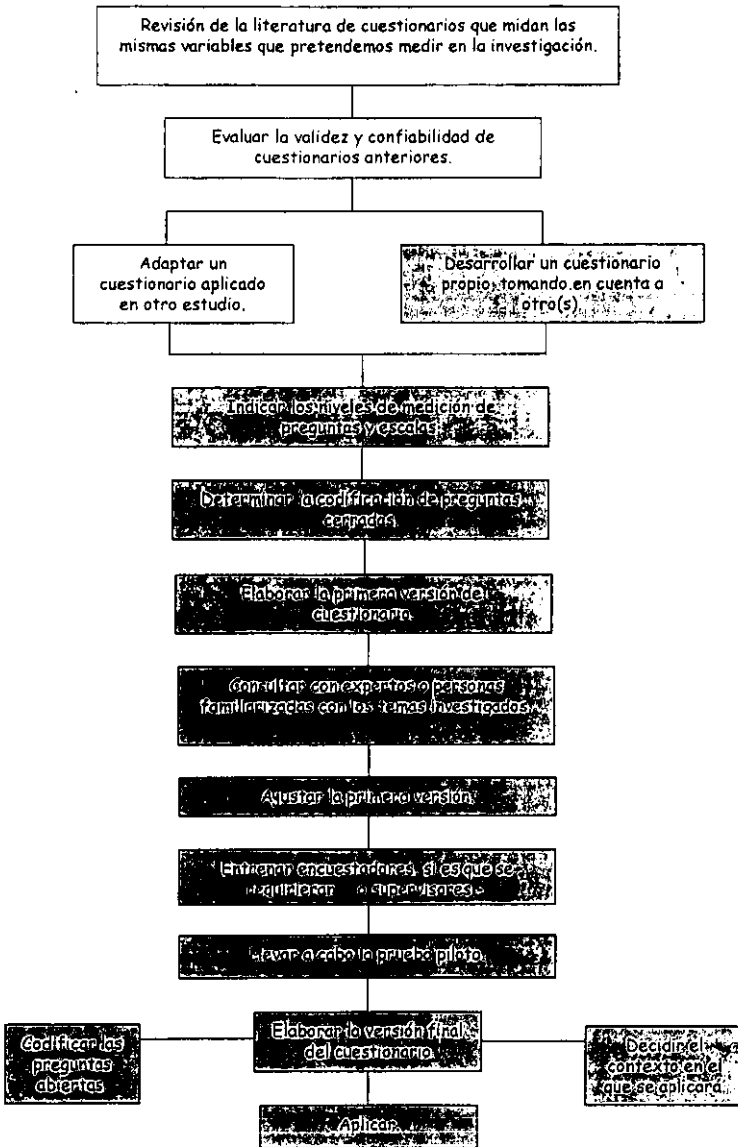 Revisión de la literatura de cuestionarios que midan las
mismas variables que pretendemos medir en la investigación.
Evaluar la validez y confiabilidad de
cuestionarios anteriores.
Adaptar un
cuestionario aplicado
en otro estudio.
Desarrollar un cuestionario
propio, tomando en cuenta a
otro(s)
Indicar los niveles de medición de
preguntas y escalas
Determinar la codificación de preguntas
cerradas
Elaborar la primera versión del
cuestionario
Consultar con expertos o personas
familiarizadas con los temas investigados
Ajustar la primera versión
Entrenar encuestadores, si es que se
requirieran o supervisores
Llevar a cabo la prueba piloto
Elaborar la versión final
del cuestionario
Codificar las
preguntas
abiertas
Decidir el
contexto en el
que se aplicará
Aplicar.